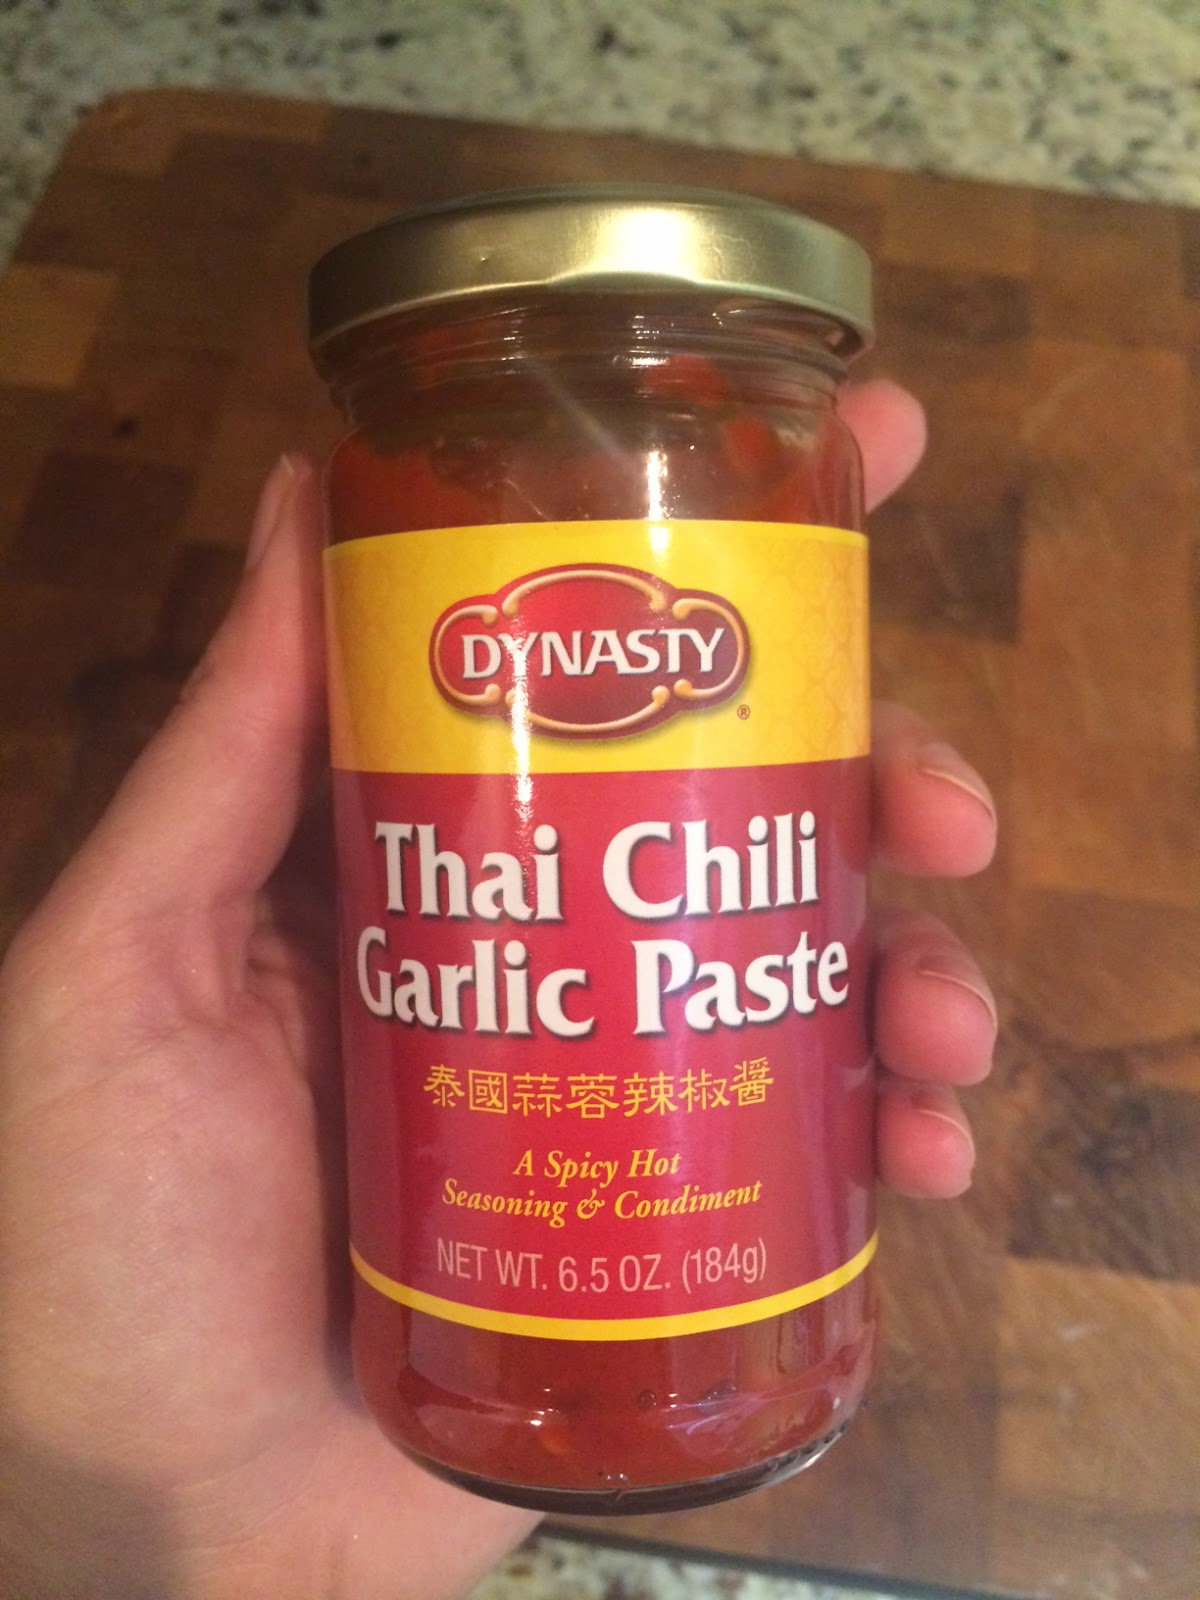 DYNASTY
®
Thai Chili
Garlic Paste
泰國蒜蓉辣椒醬
A Spicy Hot
Seasoning & Condiment
NET WT. 6.5 OZ. (184g)